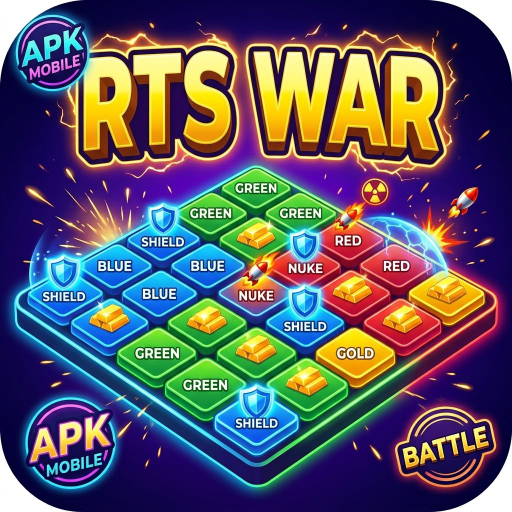 APK
MOBILE
RTS WAR
GREEN
GREEN
GREEN
SHIELD
RED
BLUE
BLUE
NUKE
RED
SHIELD
BLUE
NUKE
SHIELD
GREEN
GOLD
GREEN
SHIELD
APK
MOBILE
BATTLE